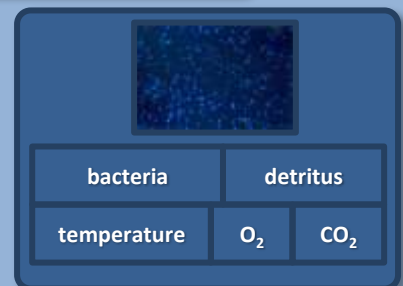 bacteria detritus
temperature O₂ CO₂